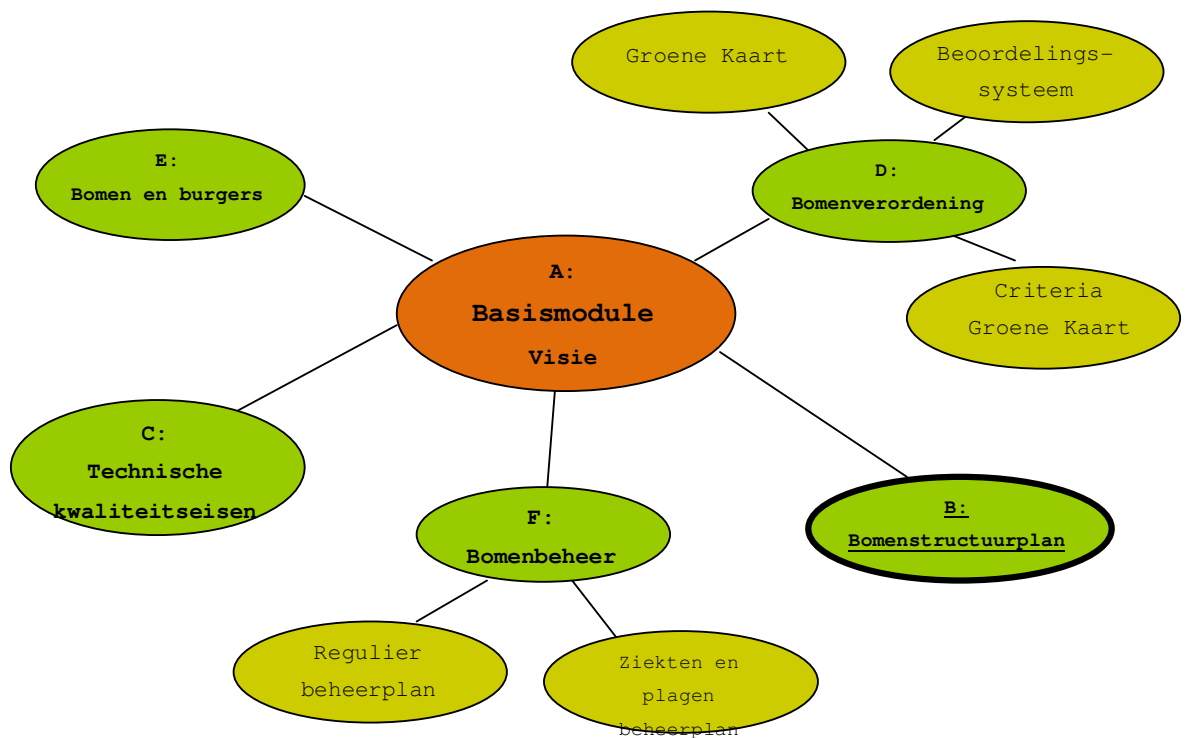 Groene Kaart
Beoordelings-
systeem
E:
Bomen en burgers
D:
Bomenverordening
A:
Basismodule
Visie
Criteria
Groene Kaart
C:
Technische
kwaliteitseisen
B:
Bomenstructuurplan
F:
Bomenbeheer
Regulier
beheerplan
Ziekten en
plagen
beheerplan